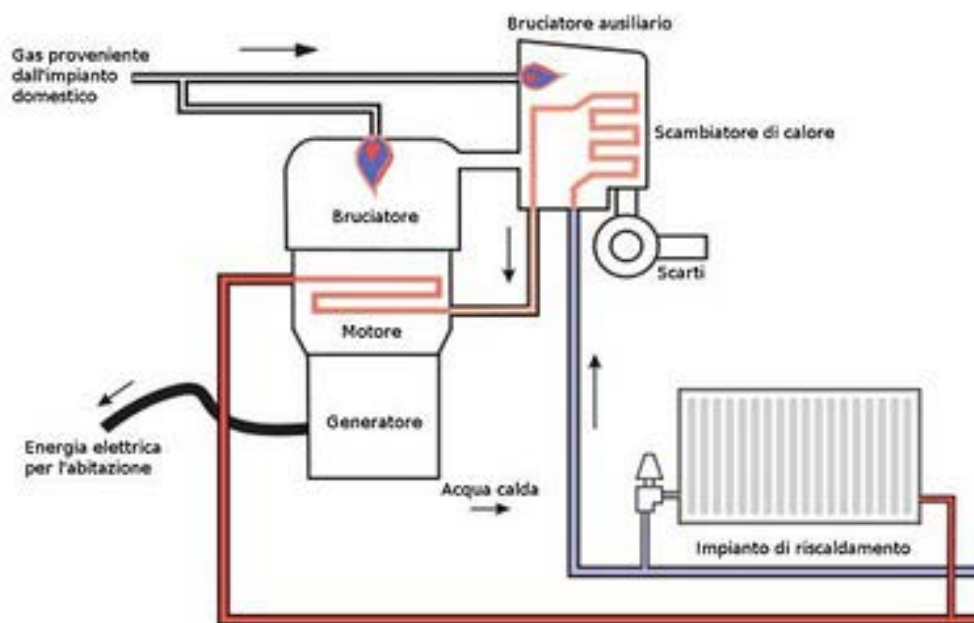 Bruciatore ausiliario
Gas proveniente
dall'impianto
domestico
Scambiatore di calore
Bruciatore
Scarti
Motore
Generatore
Energia elettrica
per l'abitazione
Acqua calda
Impianto di riscaldamento